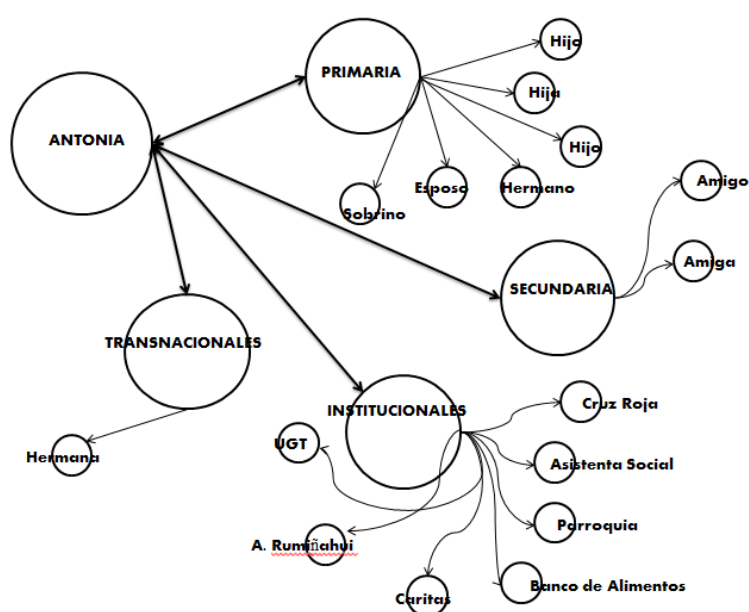 Hijo
PRIMARIA
Hija
ANTONIA
Hijo
Esposo
Hermano
Sobrino
Amigo
Amiga
SECUNDARIA
TRANSNACIONALES
Hermana
INSTITUCIONALES
Cruz Roja
UGT
Asistenta Social
Parroquia
A. Rumiñahui
Banco de Alimentos
Caritas